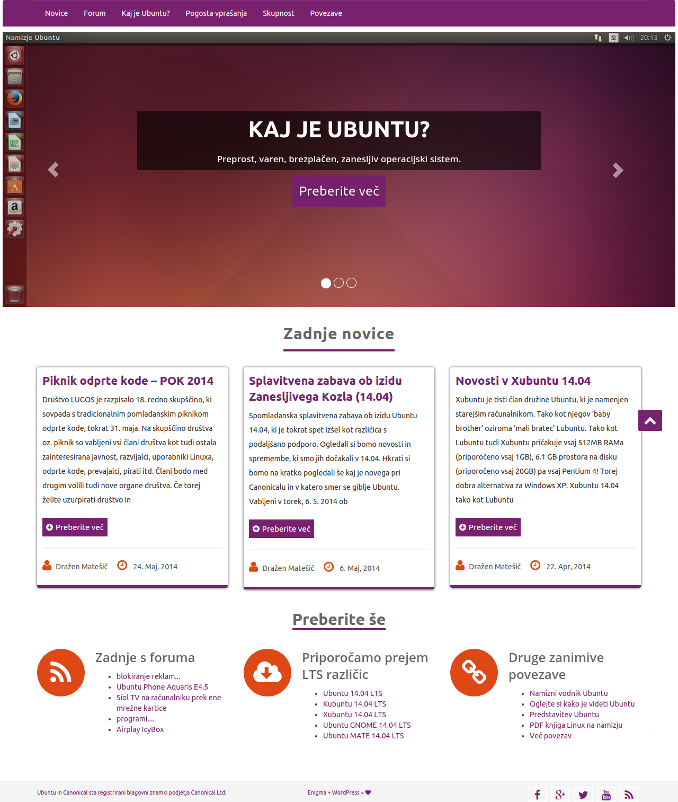 Novice Forum Kaj je Ubuntu? Pogosta vprašanja Skupnost Povezave
Namizje Ubuntu 20:13
KAJ JE UBUNTU?
Preprost, varen, brezplačen, zanesljiv operacijski sistem.
Preberite več
Zadnje novice
Piknik odprte kode – POK 2014
Društvo LUGOS je razpisalo 18. redno skupščino, ki
sovpada s tradicionalnim pomladanskim piknikom
odprte kode, tokrat 31. maja. Na skupščino društva
oz. piknik so vabljeni vsi člani društva kot tudi ostala
zainteresirana javnost, razvijalci, uporabniki Linuxa,
odprte kode, prevajalci, pirati itd. Člani bodo med
drugim volili tudi nove organe društva. Če torej
želite uzurpirati društvo in
Preberite več
Dražen Matešić 24. Maj, 2014
Splavitvena zabava ob izidu
Zanesljivega Kozla (14.04)
Spomladanska splavitvena zabava ob izidu Ubuntu
14.04, ki je tokrat spet izšel kot različica s
podaljšano podporo. Ogledali si bomo novosti in
spremembe, ki smo jih dočakali v 14.04. Hkrati si
bomo na kratko pogledali še kaj je novega pri
Canonicalu in v katero smer se giblje Ubuntu.
Vabljeni v torek, 6. 5. 2014 ob
Preberite več
Dražen Matešić 6. Maj, 2014
Novosti v Xubuntu 14.04
Xubuntu je tisti član družine Ubuntu, ki je namenjen
starejšim računalnikom. Tako kot njegov 'baby
brother' oziroma 'mali bratec' Lubuntu. Tako kot
Lubuntu tudi Xubuntu pričakuje vsaj 512MB RAMa
(priporočeno vsaj 1GB), 6.1 GB prostora na disku
(priporočeno vsaj 20GB) pa vsaj Pentium 4! Torej
dobra alternativa za Windows XP. Xubuntu 14.04
tako kot Lubuntu
Preberite več
Dražen Matešić 22. Apr, 2014
Preberite še
Zadnje s foruma
blokiranje reklam...
Ubuntu Phone Aquaris E4.5
Siol TV na računalniku prek ene
mrežne kartice
programi....
Airplay IcyBox
Priporočamo prejem
LTS različic
Ubuntu 14.04 LTS
Kubuntu 14.04 LTS
Xubuntu 14.04 LTS
Ubuntu GNOME 14.04 LTS
Ubuntu MATE 14.04 LTS
Druge zanimive
povezave
Namizni vodnik Ubuntu
Oglejte si kako je videti Ubuntu
Predstavitev Ubuntu
PDF knjiga Linux na namizju
Več povezav
Ubuntu in Canonical sta registrirani blagovni znamki podjetja Canonical Ltd.
Enigma + WordPress =